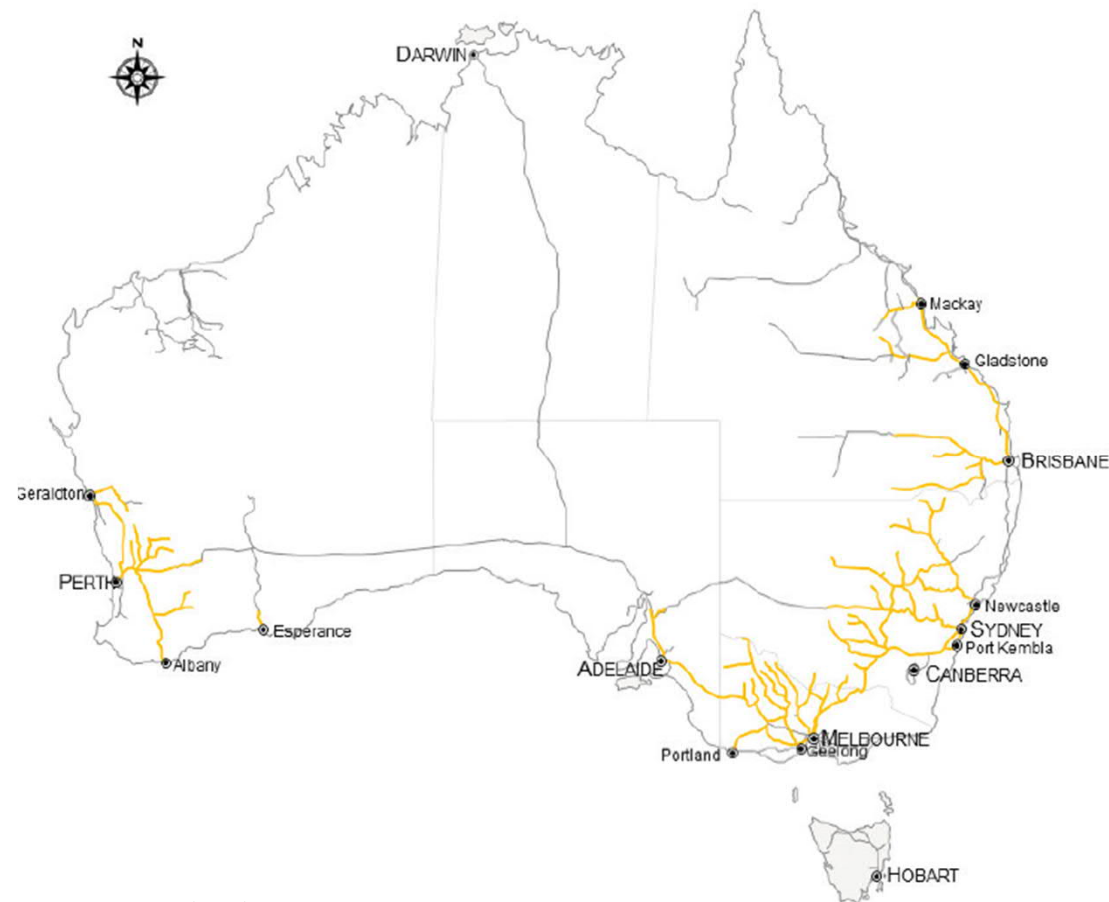 N
DARWIN
Mackay
Gladstone
BRISBANE
Geraldton
PERTH
Newcastle
Esperance
SYDNEY
Port Kembla
Albany
ADELAIDE
CANBERRA
MELBOURNE
Geelong
Portland
HOBART